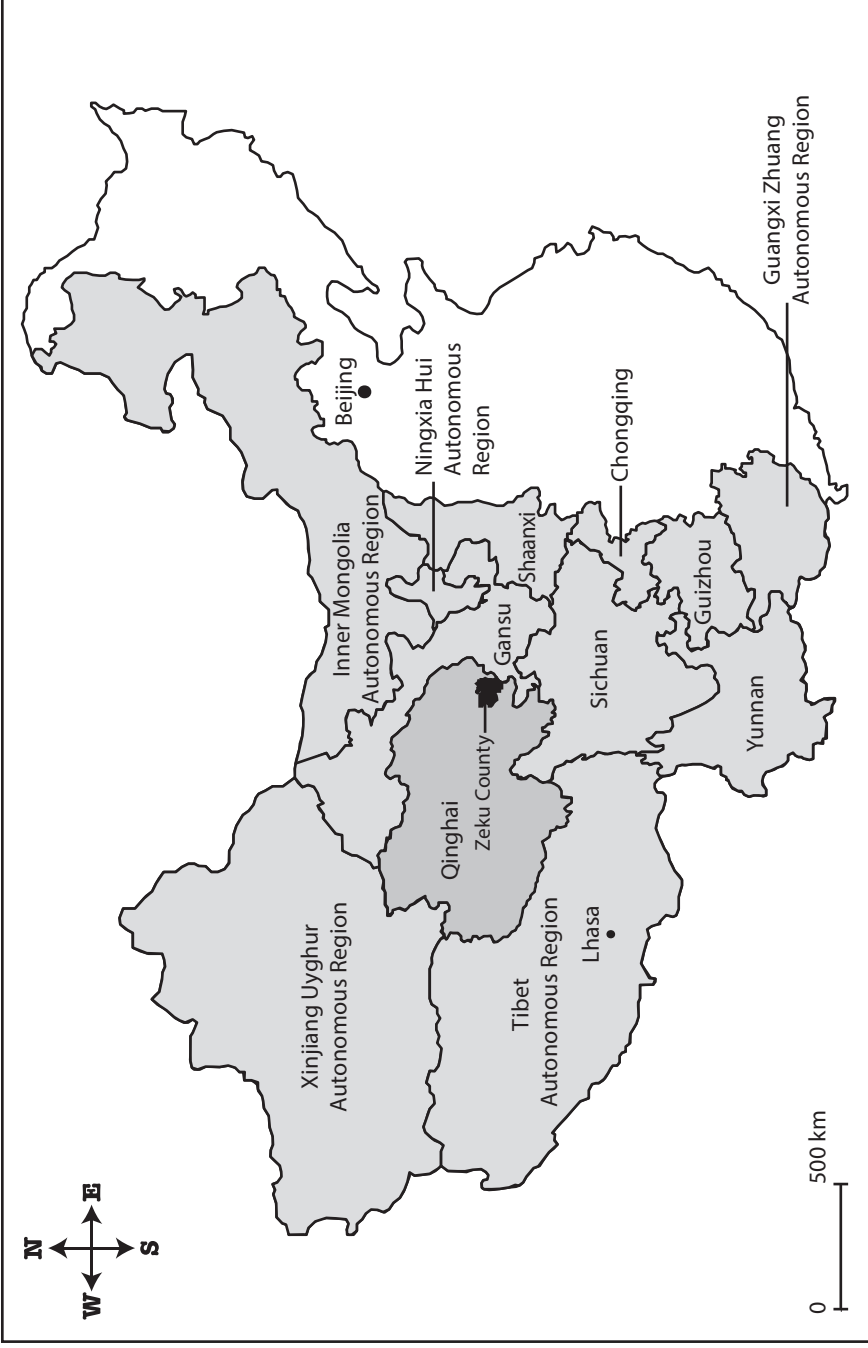 N
W
E
S
Xinjiang Uyghur
Autonomous Region
Inner Mongolia
Autonomous Region
Beijing
Ningxia Hui
Autonomous
Region
Qinghai
Zeku County
Gansu
Shaanxi
Tibet
Autonomous Region
Lhasa
Sichuan
Chongqing
Guizhou
Yunnan
Guangxi Zhuang
Autonomous Region
0
500 km